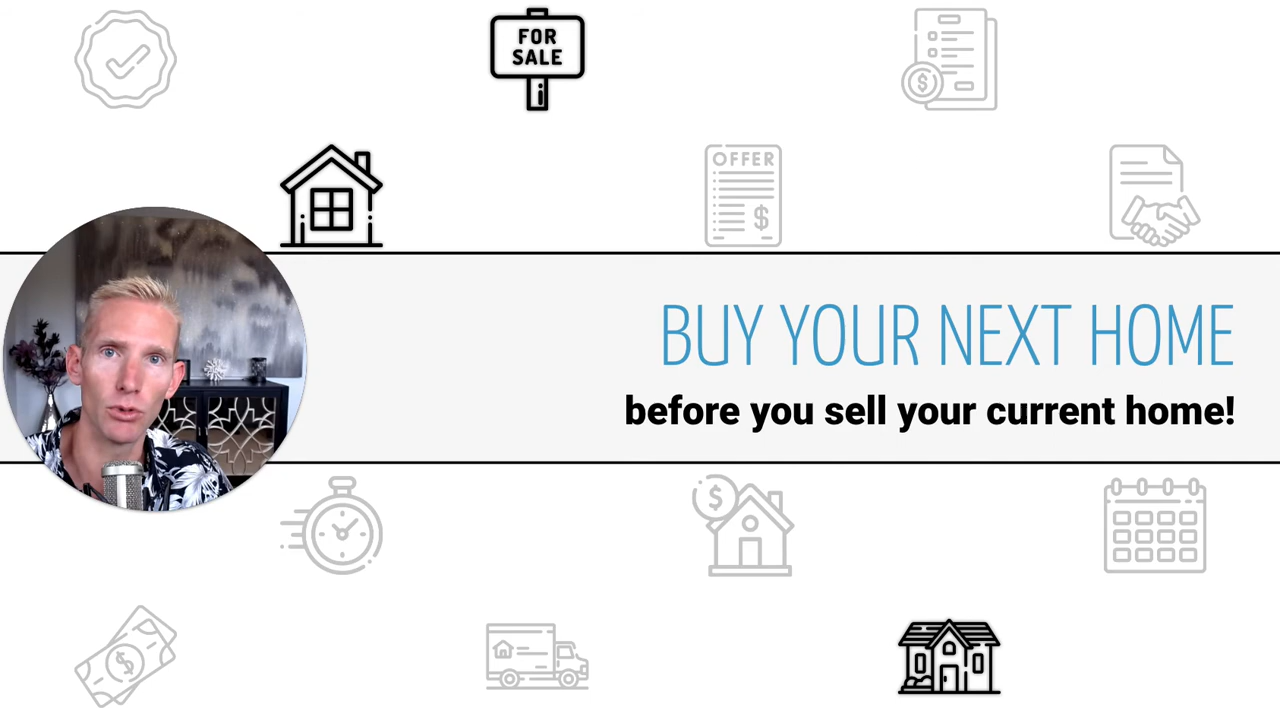 FOR
SALE
$
OFFER
$
BUY YOUR NEXT HOME
before you sell your current home!
$
$